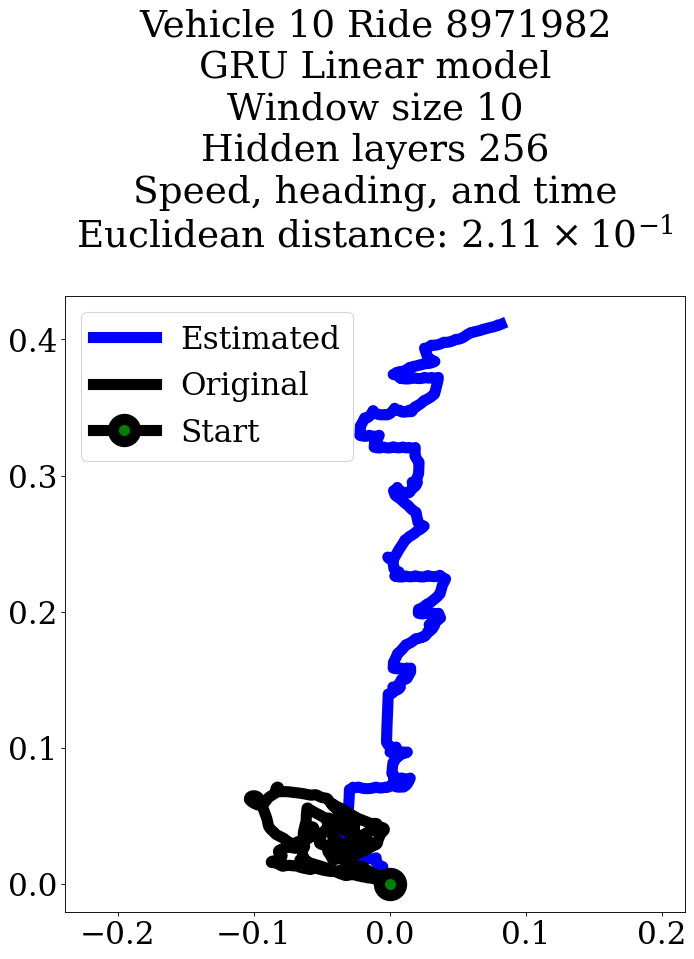 Vehicle 10 Ride 8971982
GRU Linear model
Window size 10
Hidden layers 256
Speed, heading, and time
Euclidean distance: 2.11 × 10⁻¹
Estimated
Original
Start
0.4
0.3
0.2
0.1
0.0
−0.2 −0.1 0.0 0.1 0.2